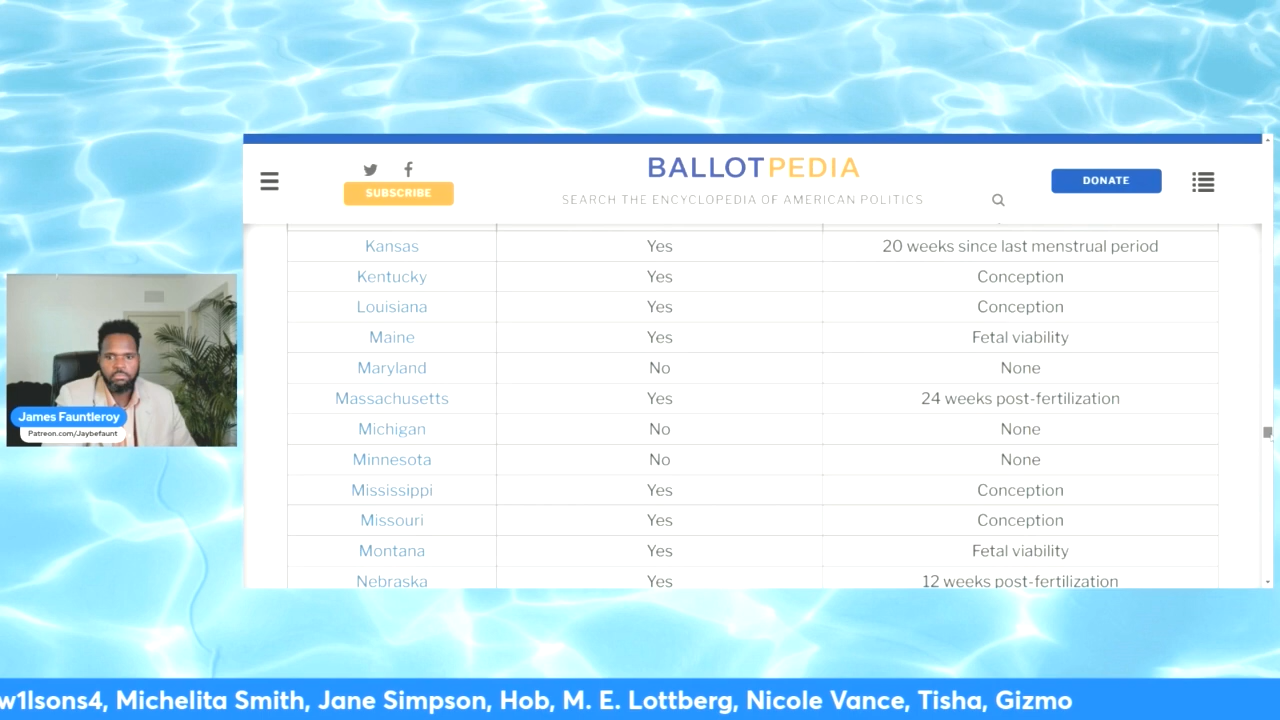 BALLOTPEDIA
SUBSCRIBE
SEARCH THE ENCYCLOPEDIA OF AMERICAN POLITICS
DONATE
Kansas Yes 20 weeks since last menstrual period
Kentucky Yes Conception
Louisiana Yes Conception
Maine Yes Fetal viability
Maryland No None
Massachusetts Yes 24 weeks post-fertilization
Michigan No None
Minnesota No None
Mississippi Yes Conception
Missouri Yes Conception
Montana Yes Fetal viability
Nebraska Yes 12 weeks post-fertilization
James Fauntleroy
Patreon.com/Jaybefaunt
w1lsons4, Michelita Smith, Jane Simpson, Hob, M. E. Lottberg, Nicole Vance, Tisha, Gizmo